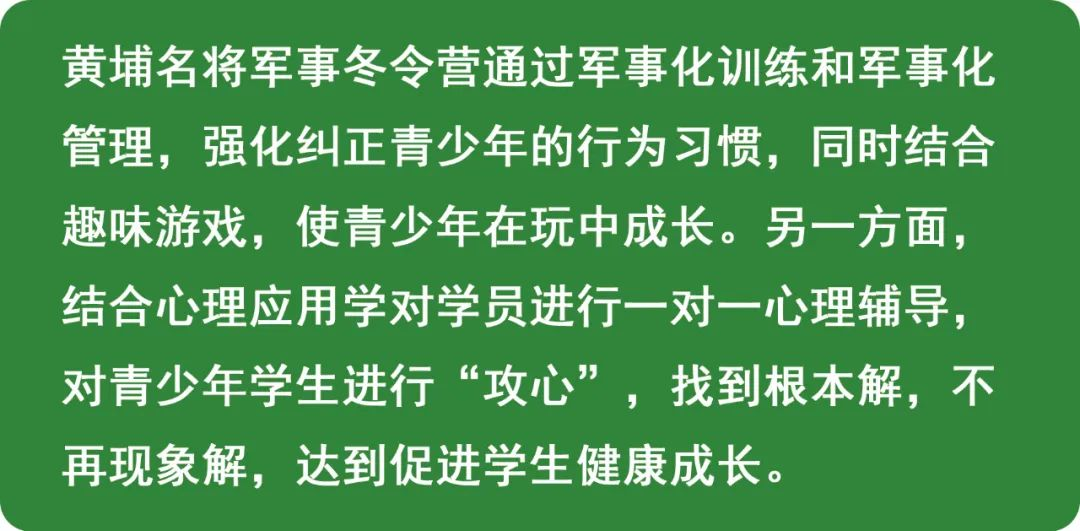 黄埔名将军事冬令营通过军事化训练和军事化
管理，强化纠正青少年的行为习惯，同时结合
趣味游戏，使青少年在玩中成长。另一方面，
结合心理应用学对学员进行一对一心理辅导，
对青少年学生进行“攻心”，找到根本解，不
再现象解，达到促进学生健康成长。